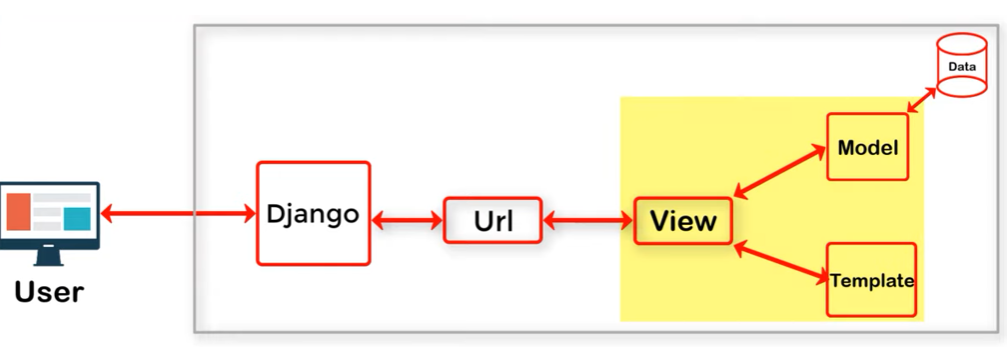 User
Django
Url
View
Model
Template
Data